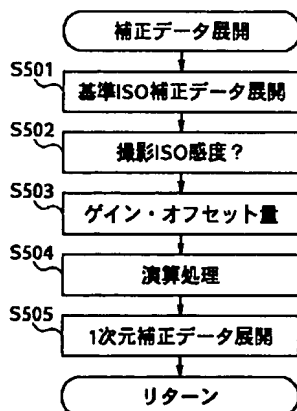 補正データ展開
S501
基準ISO補正データ展開
S502
撮影ISO感度？
S503
ゲイン・オフセット量
S504
演算処理
S505
1次元補正データ展開
リターン